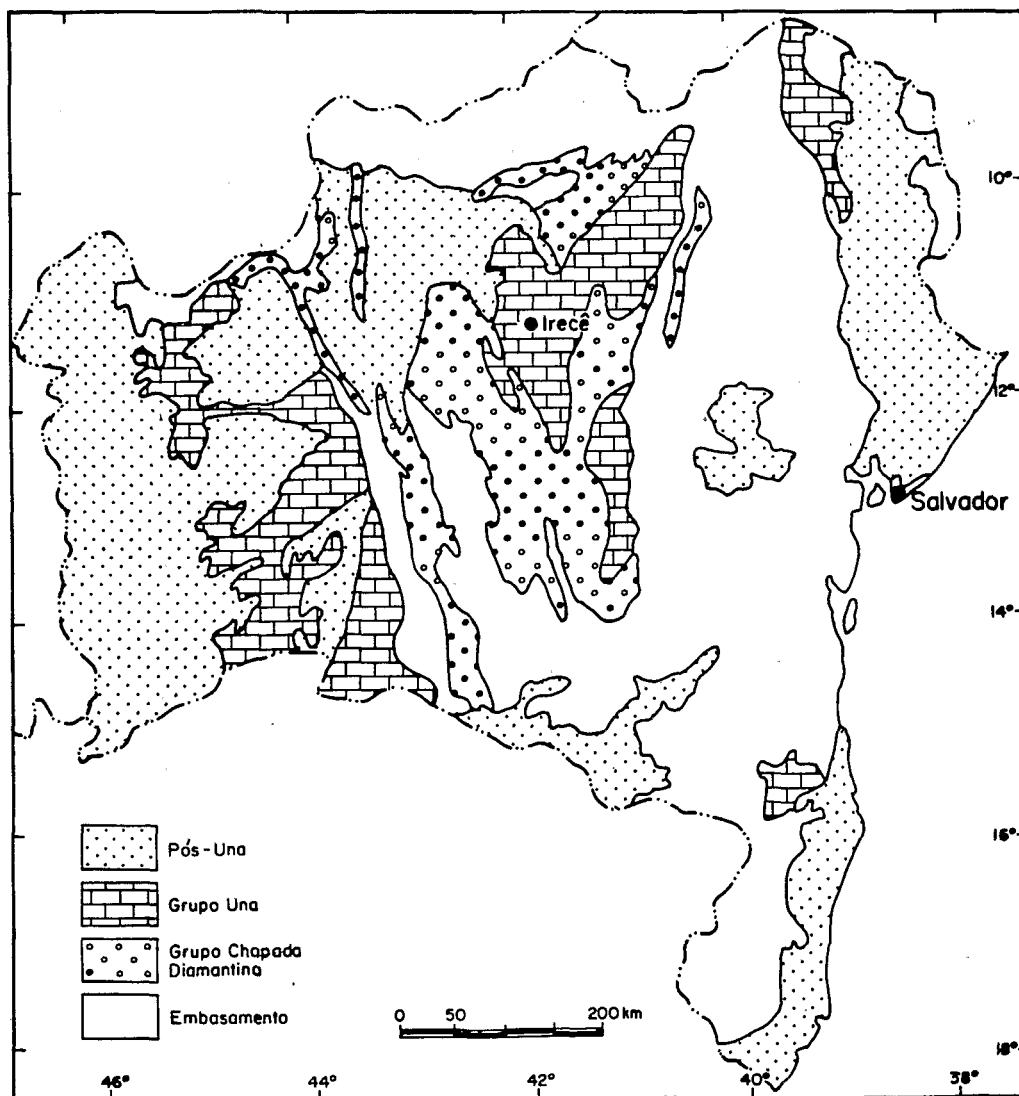 10°
Irecê
12°
Salvador
14°
Pós-Una
16°
Grupo Una
Grupo Chapada
Diamantina
Embasamento
0 50 200 km
18°
46° 44° 42° 40° 38°